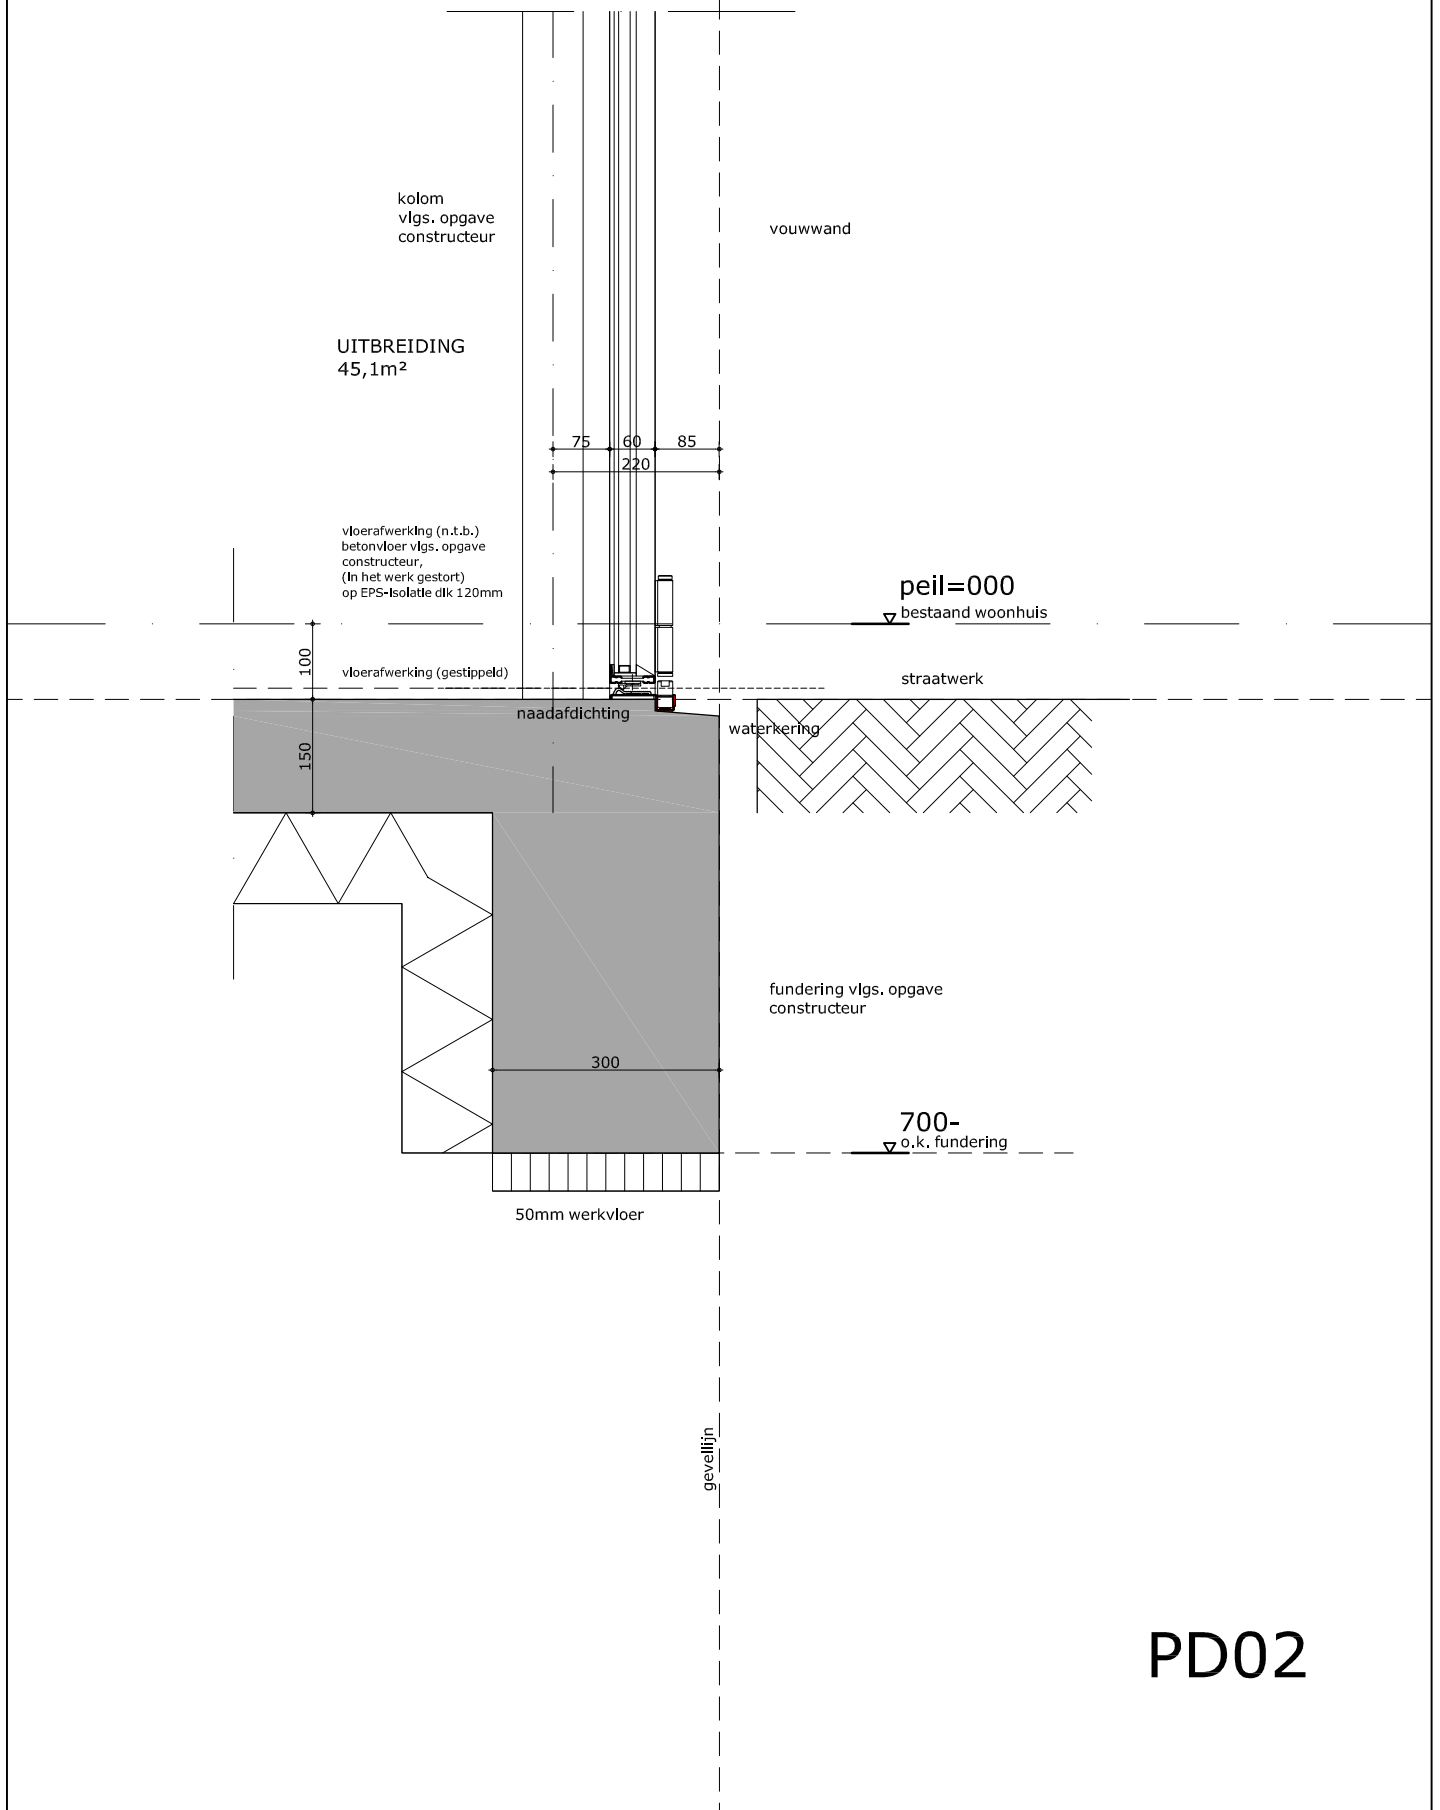 kolom
vlgs. opgave
constructeur
vouwwand
UITBREIDING
45,1m²
75
60
85
220
vloerafwerking (n.t.b.)
betonvloer vlgs. opgave
constructeur,
(in het werk gestort)
op EPS-isolatie dik 120mm
peil=000
bestaand woonhuis
100
vloerafwerking (gestippeld)
straatwerk
naadafdichting
waterkering
150
fundering vlgs. opgave
constructeur
300
700-
o.k. fundering
50mm werkvloer
gevellijn
PD02